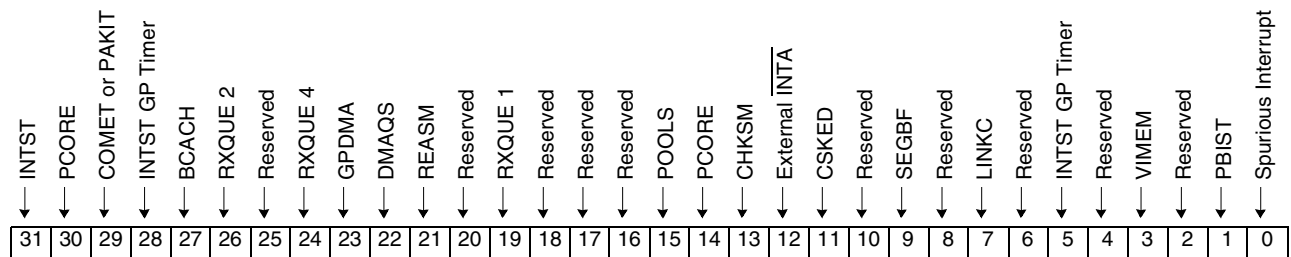 INTST
PCORE
COMET or PAKIT
INTST GP Timer
BCACH
RXQUE 2
Reserved
RXQUE 4
GPDMA
DMAQS
REASM
Reserved
RXQUE 1
Reserved
Reserved
Reserved
POOLS
PCORE
CHKSM
External INTA
CSKED
Reserved
SEGBF
Reserved
LINKC
Reserved
INTST GP Timer
Reserved
VIMEM
Reserved
PBIST
Spurious Interrupt
31 30 29 28 27 26 25 24 23 22 21 20 19 18 17 16 15 14 13 12 11 10 9 8 7 6 5 4 3 2 1 0